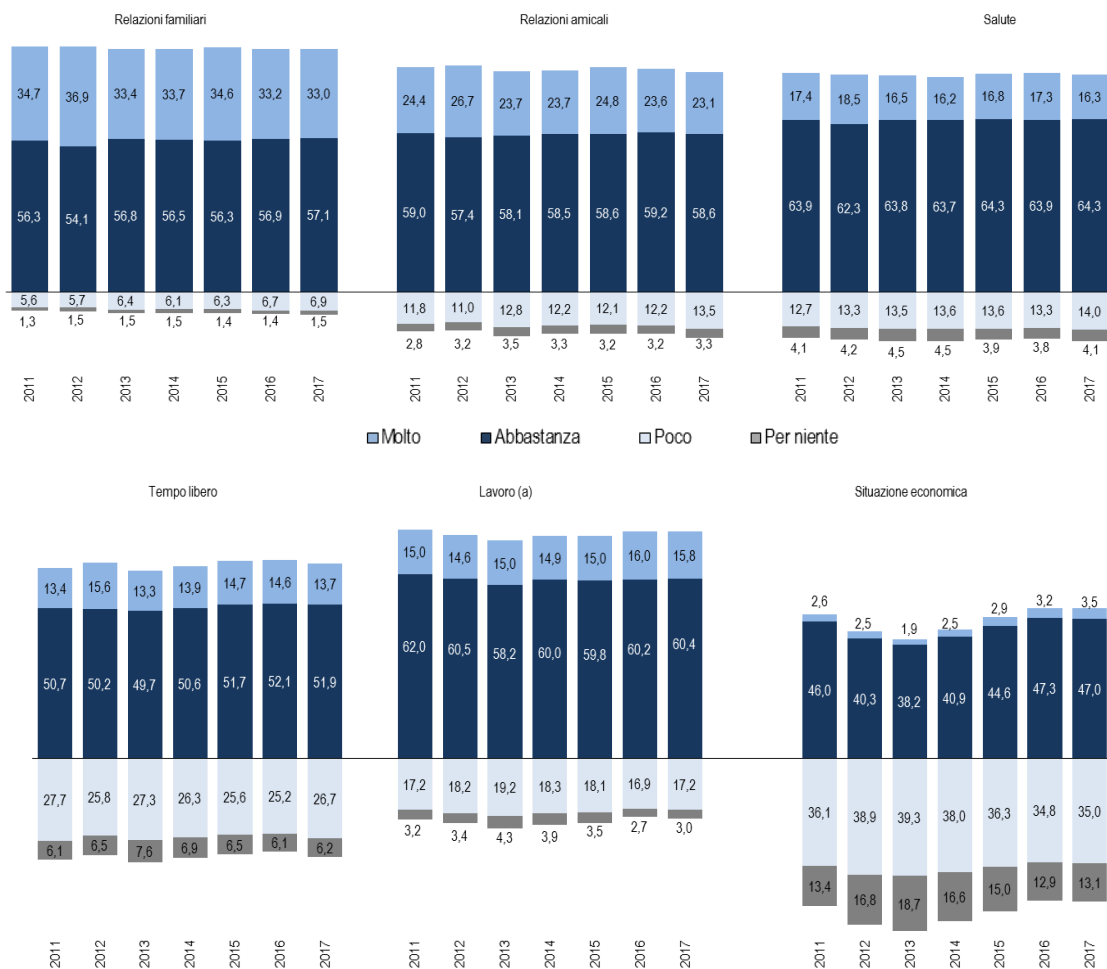 Relazioni familiari Relazioni amicali Salute
34,7 36,9 33,4 33,7 34,6 33,2 33,0 24,4 26,7 23,7 23,7 24,8 23,6 23,1 17,4 18,5 16,5 16,2 16,8 17,3 16,3
56,3 54,1 56,8 56,5 56,3 56,9 57,1 59,0 57,4 58,1 58,5 58,6 59,2 58,6 63,9 62,3 63,8 63,7 64,3 63,9 64,3
5,6 5,7 6,4 6,1 6,3 6,7 6,9 11,8 11,0 12,8 12,2 12,1 12,2 13,5 12,7 13,3 13,5 13,6 13,6 13,3 14,0
1,3 1,5 1,5 1,5 1,4 1,4 1,5 2,8 3,2 3,5 3,3 3,2 3,2 3,3 4,1 4,2 4,5 4,5 3,9 3,8 4,1
2011 2012 2013 2014 2015 2016 2017 2011 2012 2013 2014 2015 2016 2017 2011 2012 2013 2014 2015 2016 2017
Molto Abbastanza Poco Per niente
Tempo libero Lavoro (a) Situazione economica
13,4 15,6 13,3 13,9 14,7 14,6 13,7 15,0 14,6 15,0 14,9 15,0 16,0 15,8 2,6 2,5 1,9 2,5 2,9 3,2 3,5
50,7 50,2 49,7 50,6 51,7 52,1 51,9 62,0 60,5 58,2 60,0 59,8 60,2 60,4 46,0 40,3 38,2 40,9 44,6 47,3 47,0
27,7 25,8 27,3 26,3 25,6 25,2 26,7 17,2 18,2 19,2 18,3 18,1 16,9 17,2 36,1 38,9 39,3 38,0 36,3 34,8 35,0
6,1 6,5 7,6 6,9 6,5 6,1 6,2 3,2 3,4 4,3 3,9 3,5 2,7 3,0 13,4 16,8 18,7 16,6 15,0 12,9 13,1
2011 2012 2013 2014 2015 2016 2017 2011 2012 2013 2014 2015 2016 2017 2011 2012 2013 2014 2015 2016 2017